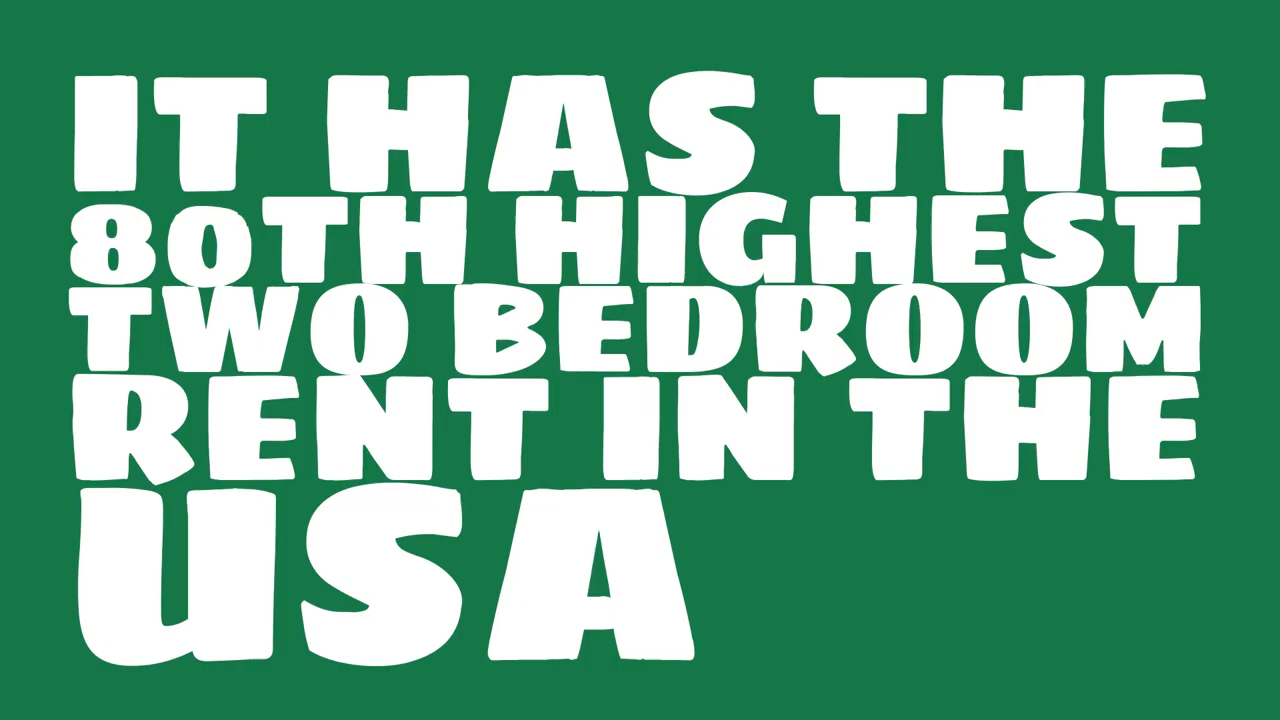 IT HAS THE
80TH HIGHEST
TWO BEDROOM
RENT IN THE
USA